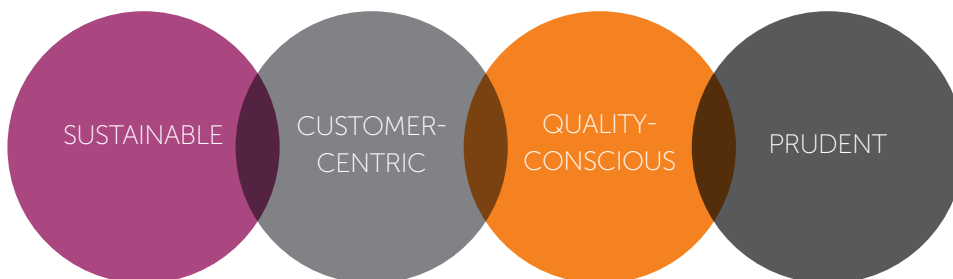 SUSTAINABLE
CUSTOMER-
CENTRIC
QUALITY-
CONSCIOUS
PRUDENT